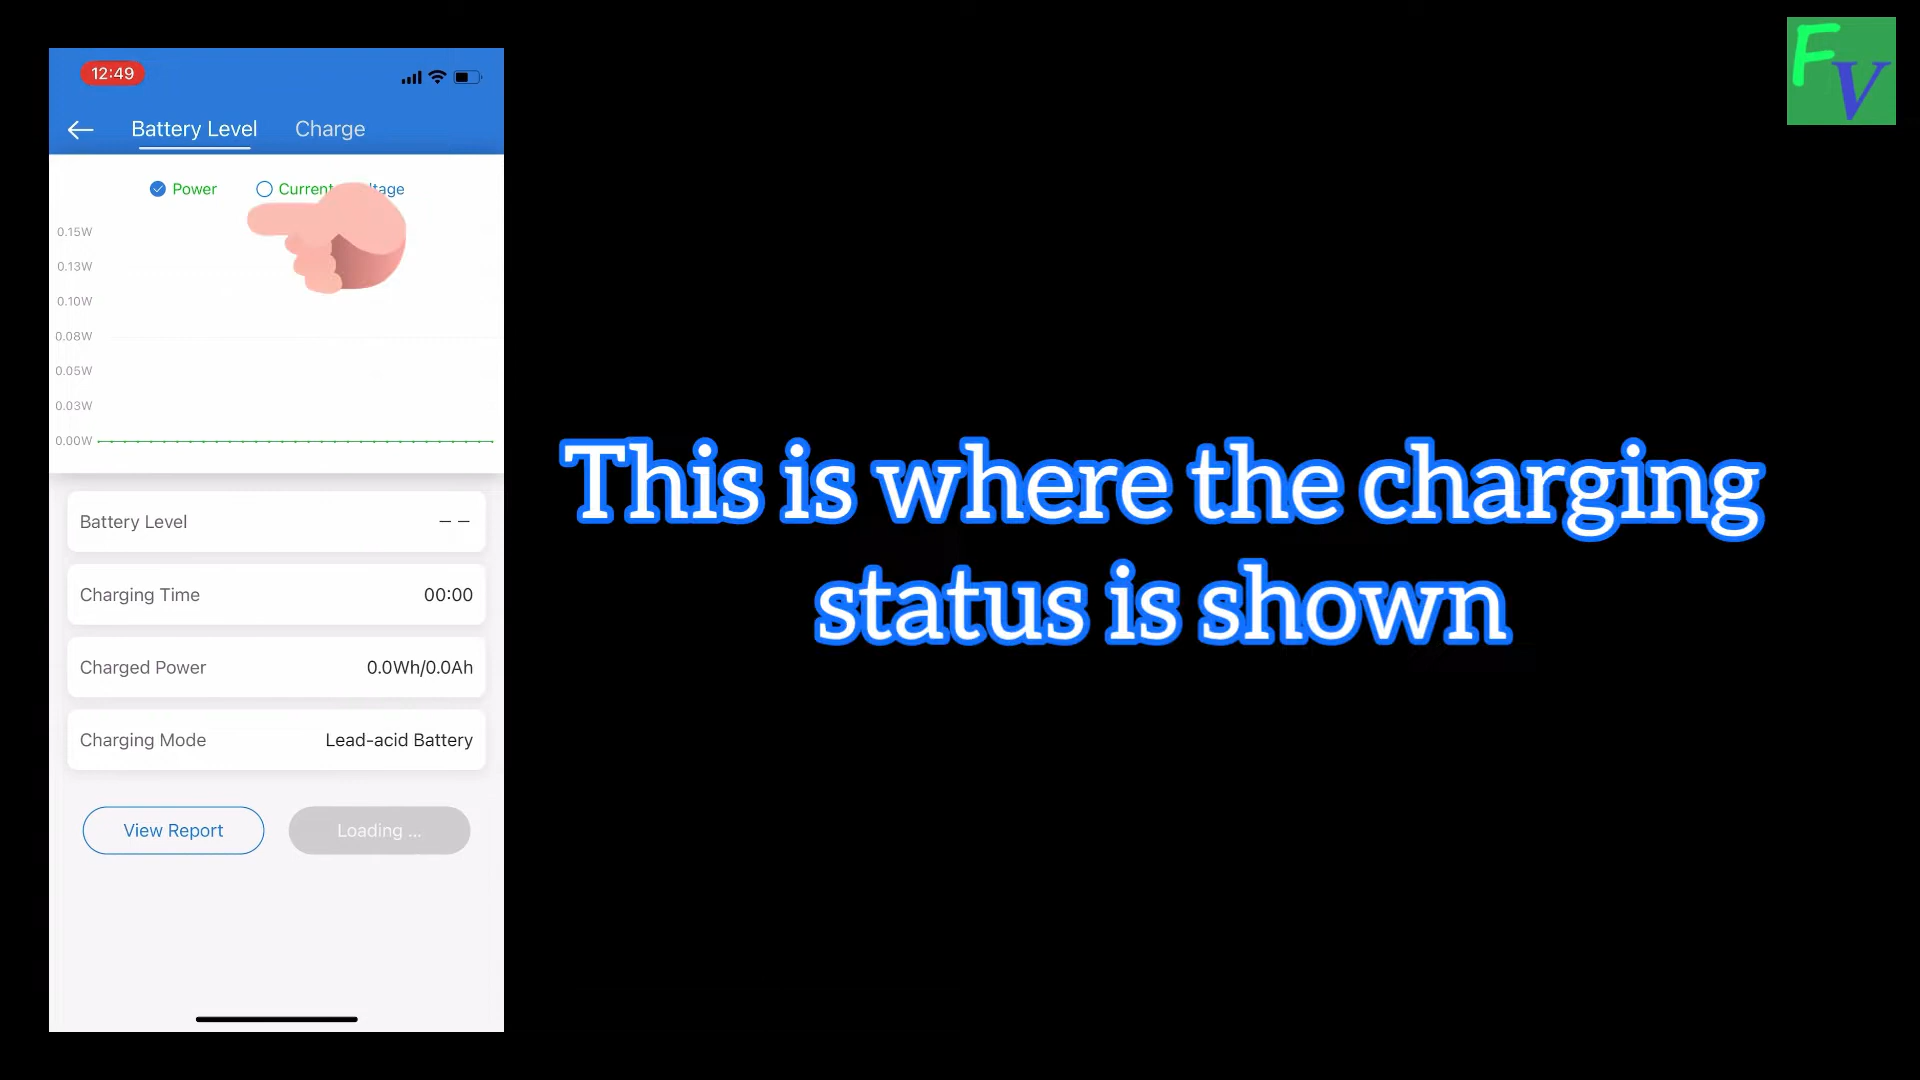 12:49
Battery Level Charge
Power Current tage
0.15W
0.13W
0.10W
0.08W
0.05W
0.03W
0.00W
Battery Level – –
Charging Time 00:00
Charged Power 0.0Wh/0.0Ah
Charging Mode Lead-acid Battery
View Report Loading ...
This is where the charging
status is shown
FV